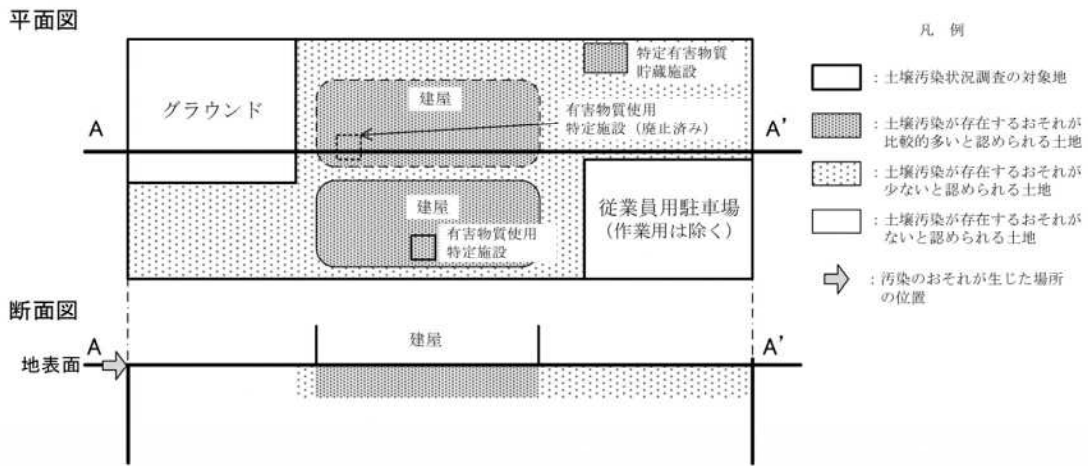 平面図
グラウンド
建屋
特定有害物質
貯蔵施設
有害物質使用
特定施設（廃止済み）
A
A'
建屋
有害物質使用
特定施設
従業員用駐車場
（作業用は除く）
凡 例
：土壌汚染状況調査の対象地
：土壌汚染が存在するおそれが
比較的多いと認められる土地
：土壌汚染が存在するおそれが
少ないと認められる土地
：土壌汚染が存在するおそれが
ないと認められる土地
：汚染のおそれが生じた場所
の位置
断面図
A
建屋
A'
地表面